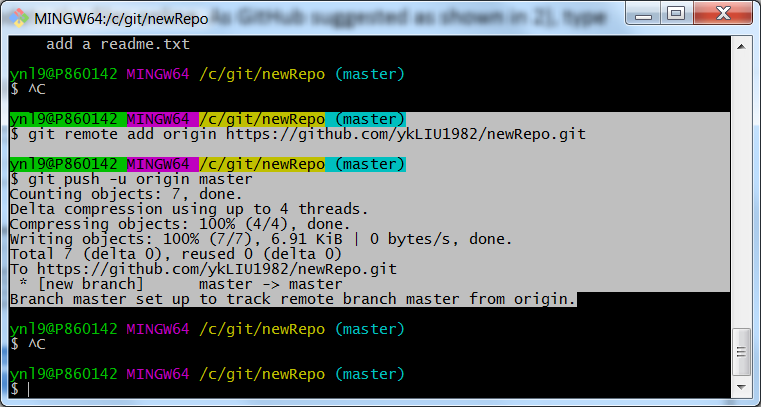 As GitHub suggested as shown in 2), type
MINGW64:/c/git/newRepo
add a readme.txt
ynl9@P860142 MINGW64 /c/git/newRepo (master)
$ ^C
ynl9@P860142 MINGW64 /c/git/newRepo (master)
$ git remote add origin https://github.com/ykLIU1982/newRepo.git
ynl9@P860142 MINGW64 /c/git/newRepo (master)
$ git push -u origin master
Counting objects: 7, done.
Delta compression using up to 4 threads.
Compressing objects: 100% (4/4), done.
Writing objects: 100% (7/7), 6.91 KiB | 0 bytes/s, done.
Total 7 (delta 0), reused 0 (delta 0)
To https://github.com/ykLIU1982/newRepo.git
 * [new branch]      master -> master
Branch master set up to track remote branch master from origin.
ynl9@P860142 MINGW64 /c/git/newRepo (master)
$ ^C
ynl9@P860142 MINGW64 /c/git/newRepo (master)
$